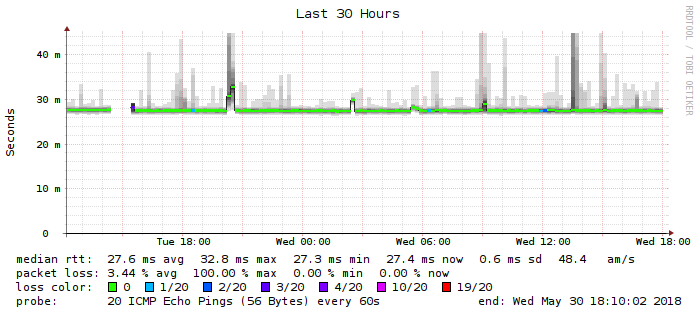 Last 30 Hours
RRDTOOL / TOBI OETIKER
Seconds
40 m
30 m
20 m
10 m
0
Tue 18:00 Wed 00:00 Wed 06:00 Wed 12:00 Wed 18:00
median rtt: 27.6 ms avg 32.8 ms max 27.3 ms min 27.4 ms now 0.6 ms sd 48.4 am/s
packet loss: 3.44 % avg 100.00 % max 0.00 % min 0.00 % now
loss color: 0 1/20 2/20 3/20 4/20 10/20 19/20
probe: 20 ICMP Echo Pings (56 Bytes) every 60s end: Wed May 30 18:10:02 2018